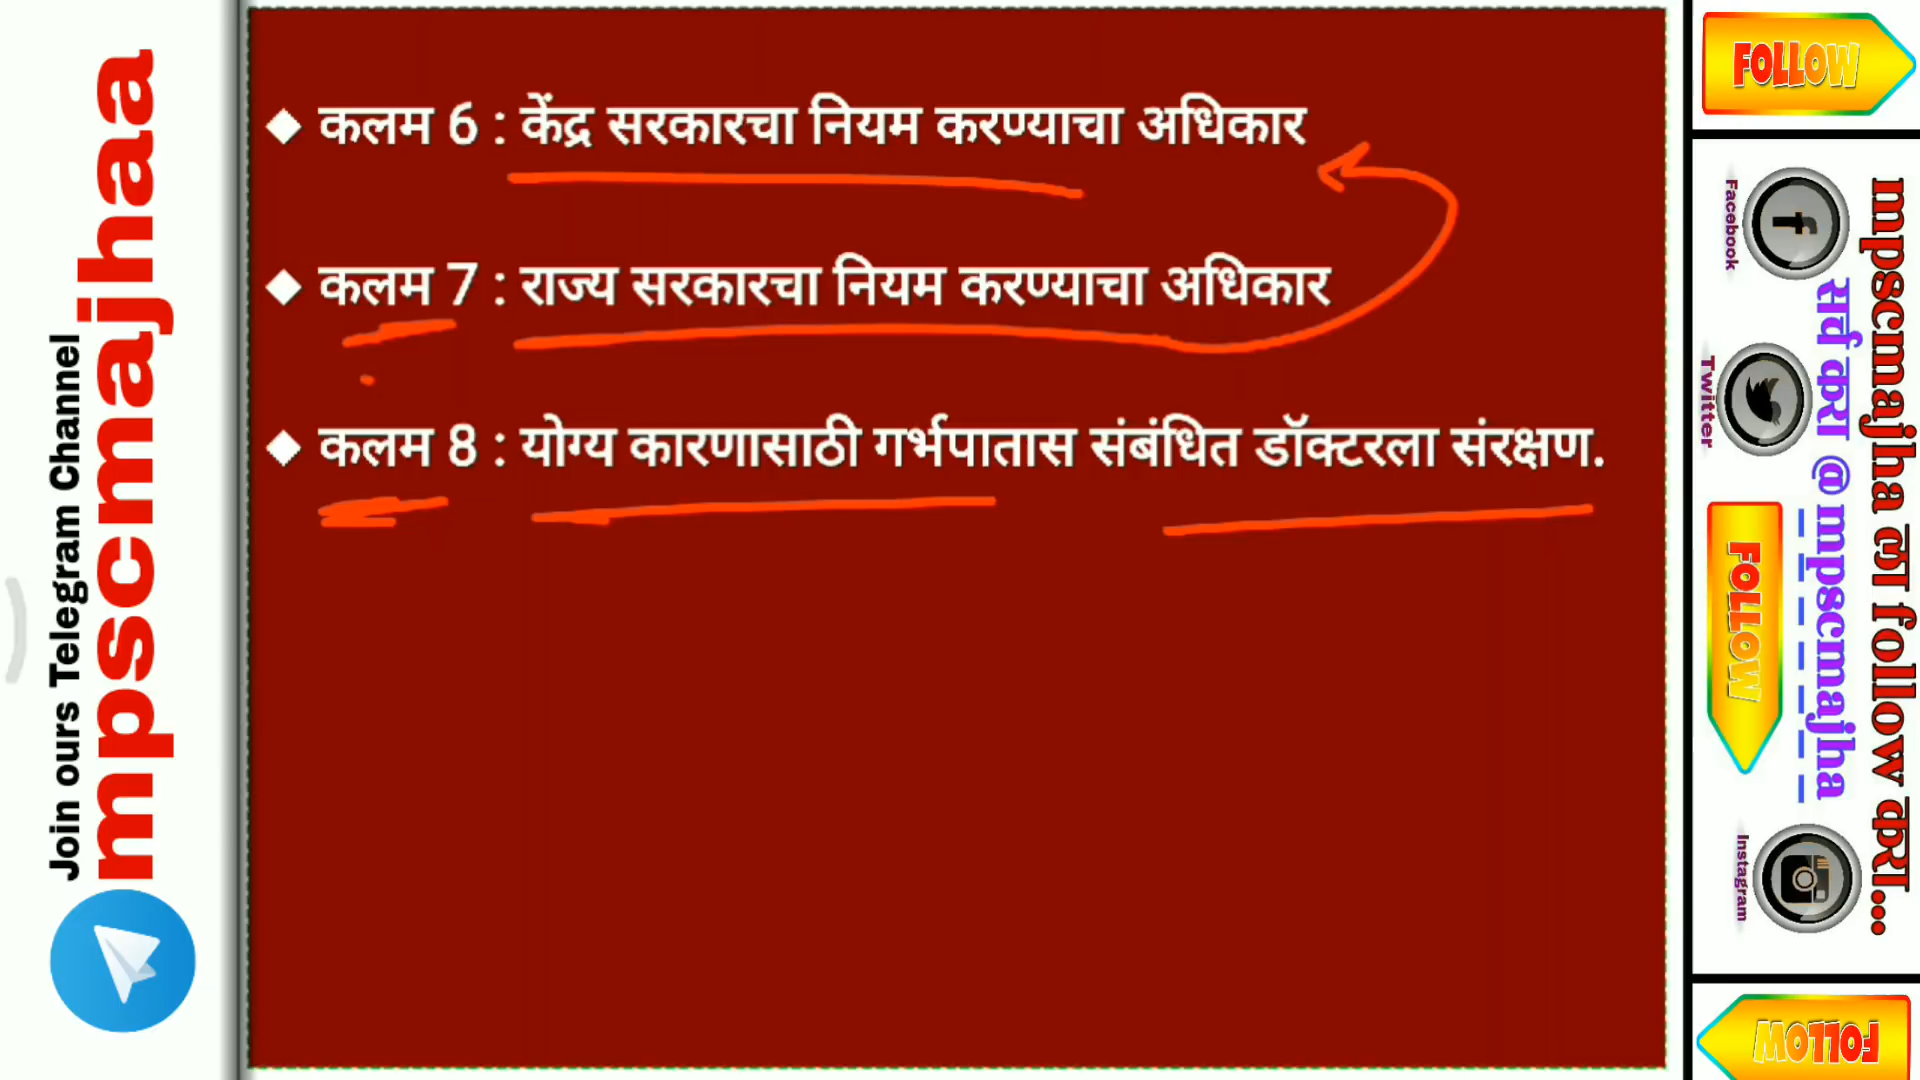 Join ours Telegram Channel
mpscmajhaa
◆ कलम 6 : केंद्र सरकारचा नियम करण्याचा अधिकार
◆ कलम 7 : राज्य सरकारचा नियम करण्याचा अधिकार
◆ कलम 8 : योग्य कारणासाठी गर्भपातास संबंधित डॉक्टरला संरक्षण.
FOLLOW
mpscmajha ला follow करा...
सर्च करा @mpscmajha
Facebook
Twitter
Instagram
FOLLOW
FOLLOW